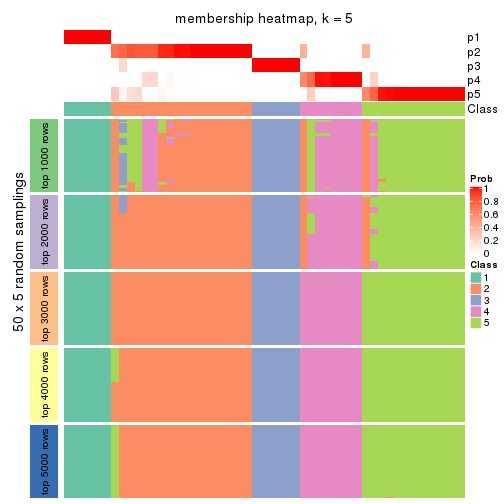 membership heatmap, k = 5
p1
p2
p3
p4
p5
Class
50 x 5 random samplings
top 1000 rows
top 2000 rows
top 3000 rows
top 4000 rows
top 5000 rows
Prob
1
0.8
0.6
0.4
0.2
0
Class
1
2
3
4
5